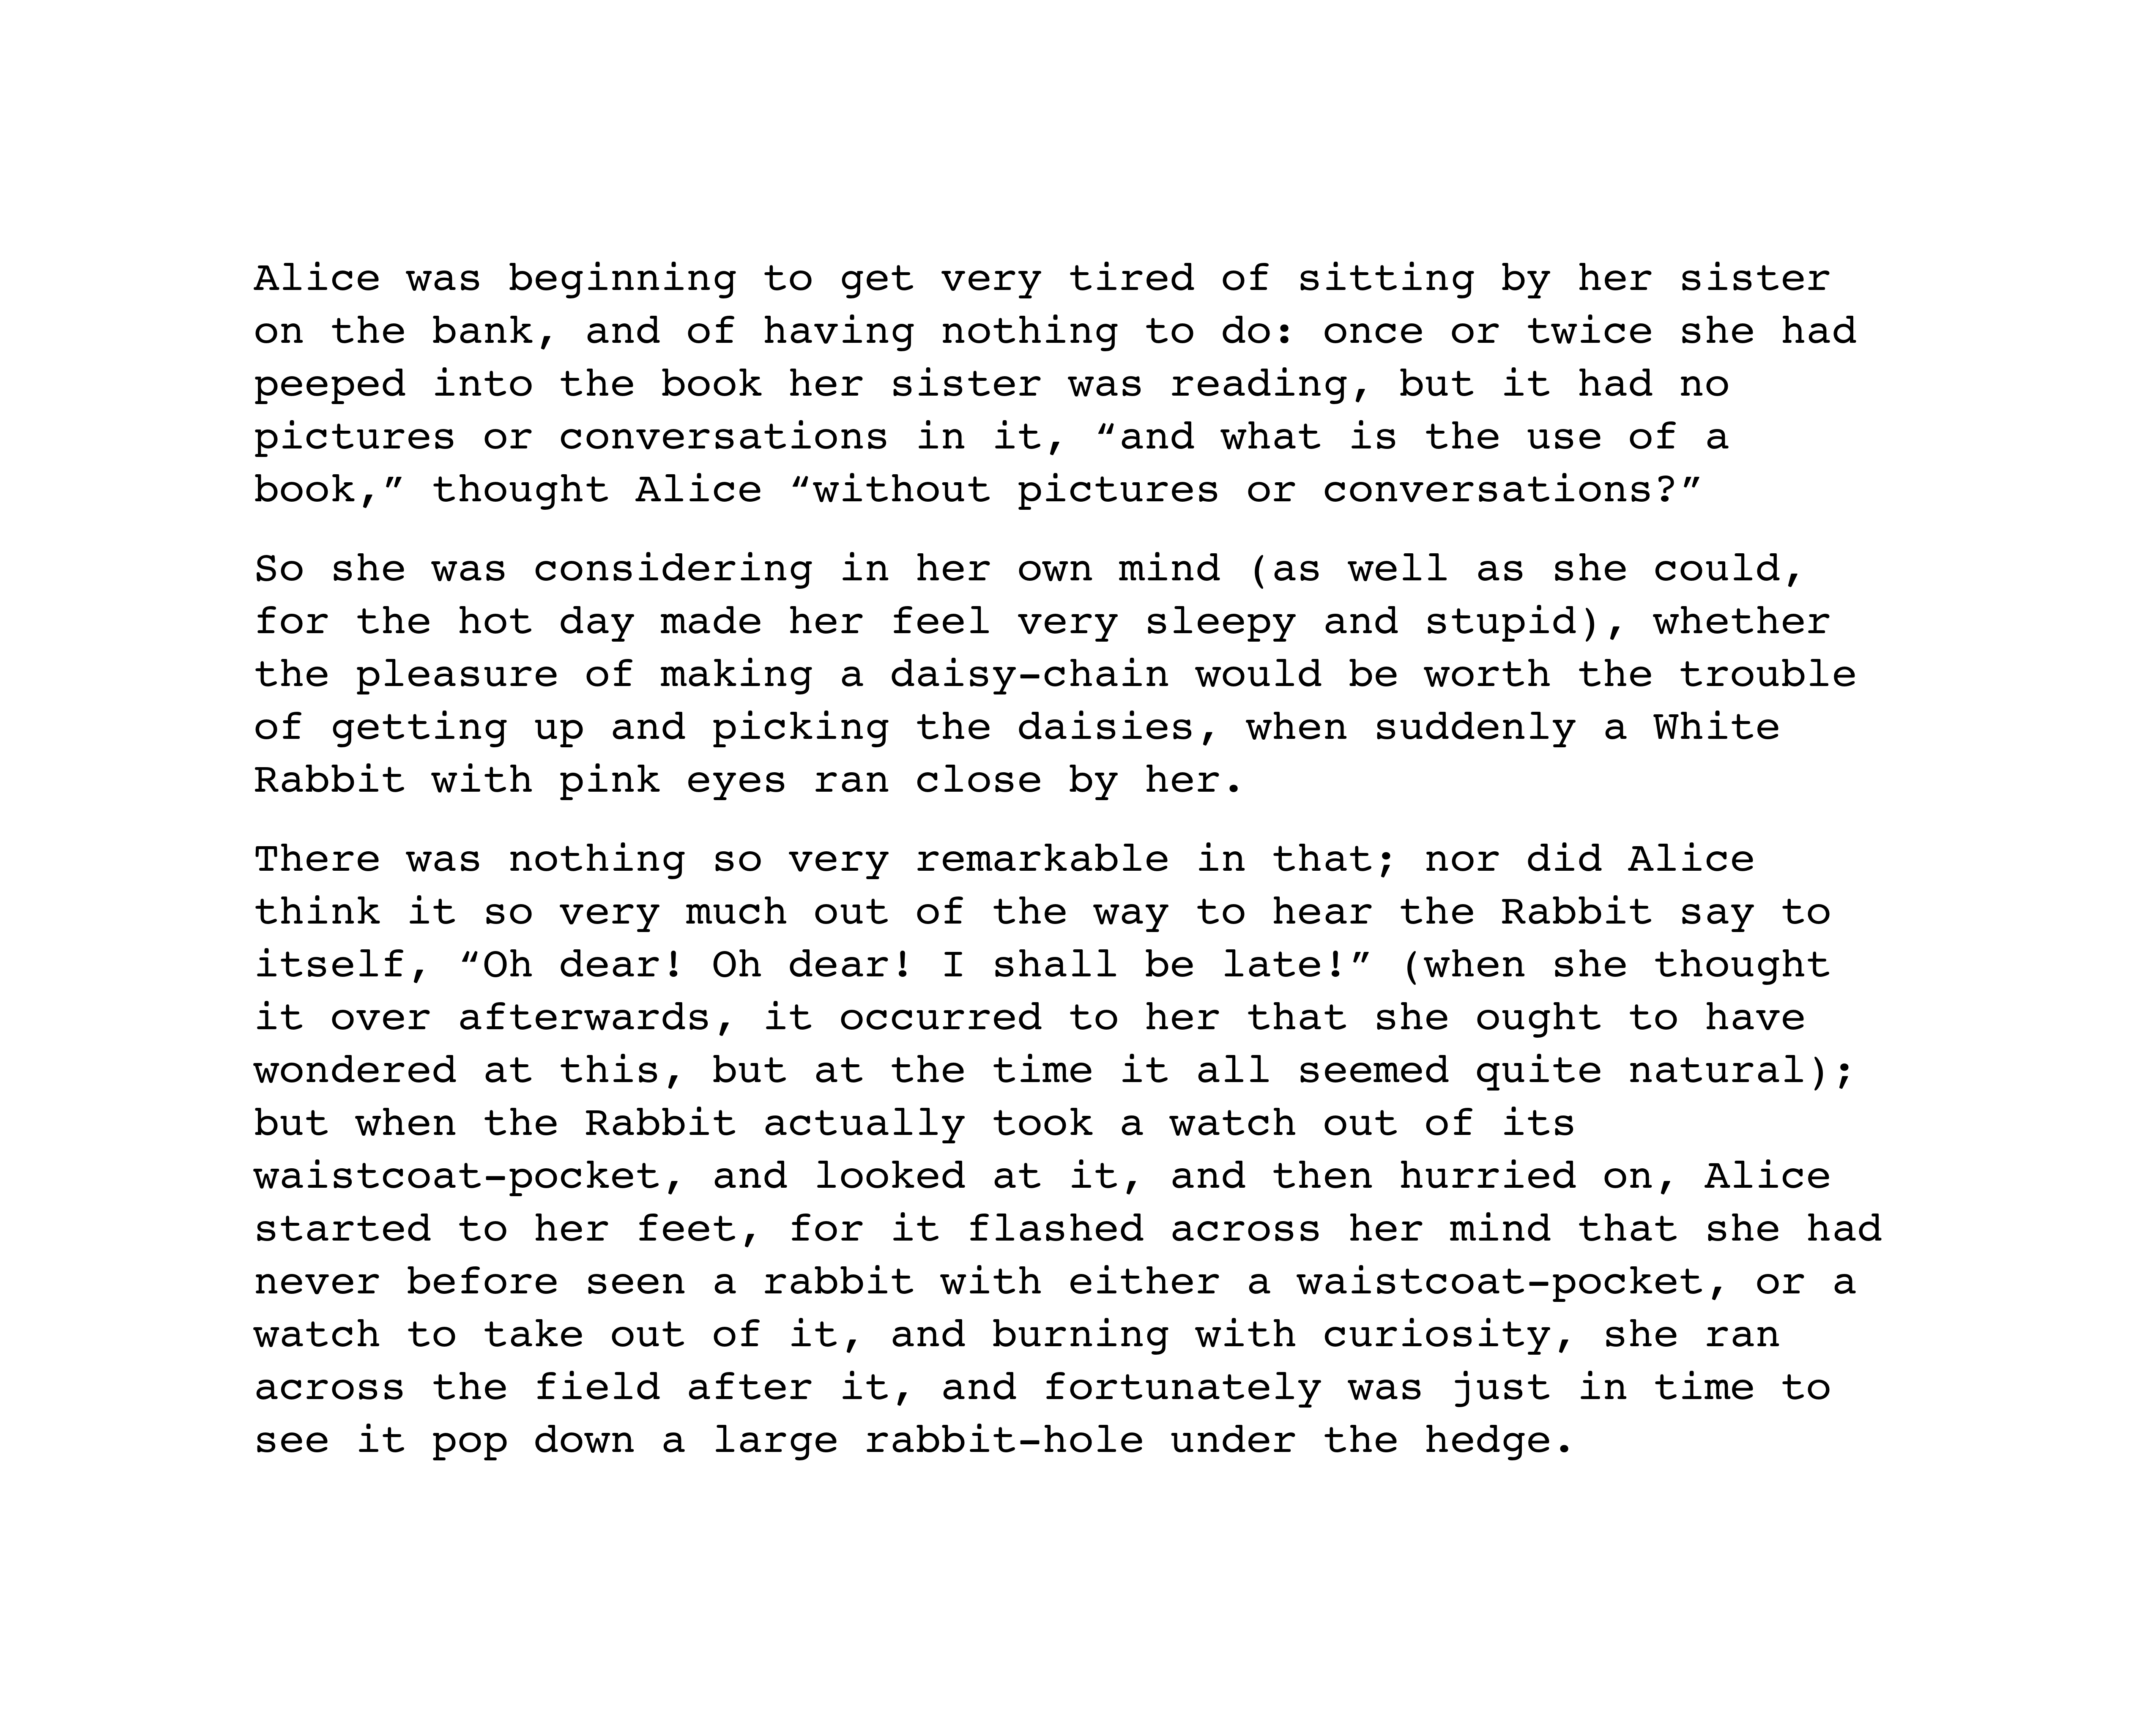 Alice was beginning to get very tired of sitting by her sister
on the bank, and of having nothing to do: once or twice she had
peeped into the book her sister was reading, but it had no
pictures or conversations in it, “and what is the use of a
book,” thought Alice “without pictures or conversations?”
So she was considering in her own mind (as well as she could,
for the hot day made her feel very sleepy and stupid), whether
the pleasure of making a daisy-chain would be worth the trouble
of getting up and picking the daisies, when suddenly a White
Rabbit with pink eyes ran close by her.
There was nothing so very remarkable in that; nor did Alice
think it so very much out of the way to hear the Rabbit say to
itself, “Oh dear! Oh dear! I shall be late!” (when she thought
it over afterwards, it occurred to her that she ought to have
wondered at this, but at the time it all seemed quite natural);
but when the Rabbit actually took a watch out of its
waistcoat-pocket, and looked at it, and then hurried on, Alice
started to her feet, for it flashed across her mind that she had
never before seen a rabbit with either a waistcoat-pocket, or a
watch to take out of it, and burning with curiosity, she ran
across the field after it, and fortunately was just in time to
see it pop down a large rabbit-hole under the hedge.